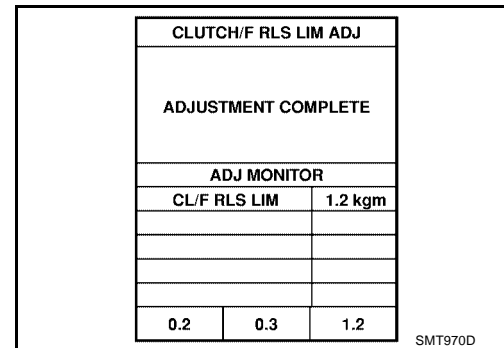 CLUTCH/F RLS LIM ADJ
ADJUSTMENT COMPLETE
ADJ MONITOR
CL/F RLS LIM 1.2 kgm
0.2 0.3 1.2
SMT970D